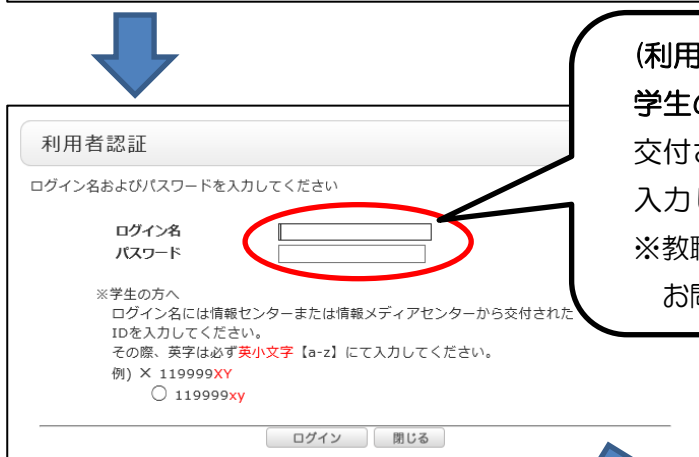 利用者認証
ログイン名およびパスワードを入力してください
ログイン名
パスワード
※学生の方へ
ログイン名には情報センターまたは情報メディアセンターから交付された
IDを入力してください。
その際、英字は必ず英小文字【a-z】にて入力してください。
例) × 119999XY
○ 119999xy
ログイン 閉じる
(利用
学生の
交付さ
入力し
※教職
お問